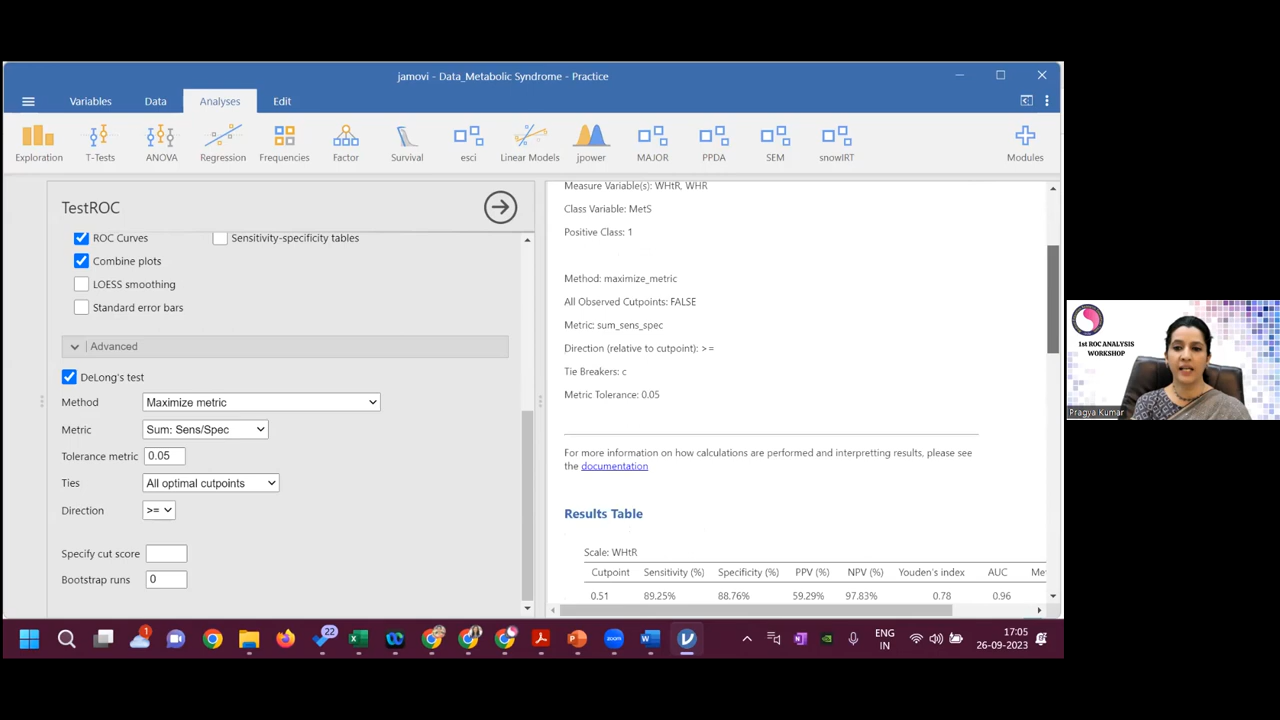 jamovi - Data_Metabolic Syndrome - Practice
Variables Data Analyses Edit
Exploration T-Tests ANOVA Regression Frequencies Factor Survival esci Linear Models jpower MAJOR PPDA SEM snowIRT Modules
TestROC
ROC Curves Sensitivity-specificity tables
Combine plots
LOESS smoothing
Standard error bars
Advanced
DeLong's test
Method Maximize metric
Metric Sum: Sens/Spec
Tolerance metric 0.05
Ties All optimal cutpoints
Direction >=
Specify cut score
Bootstrap runs 0
Measure Variable(s): WHtR, WHR
Class Variable: MetS
Positive Class: 1
Method: maximize_metric
All Observed Cutpoints: FALSE
Metric: sum_sens_spec
Direction (relative to cutpoint): >=
Tie Breakers: c
Metric Tolerance: 0.05
For more information on how calculations are performed and interpretting results, please see
the documentation
Results Table
Scale: WHtR
Cutpoint Sensitivity (%) Specificity (%) PPV (%) NPV (%) Youden's index AUC Me
0.51 89.25% 88.76% 59.29% 97.83% 0.78 0.96
1ST ROC ANALYSIS
WORKSHOP
Pragya Kumar
1
22
ENG
IN
17:05
26-09-2023